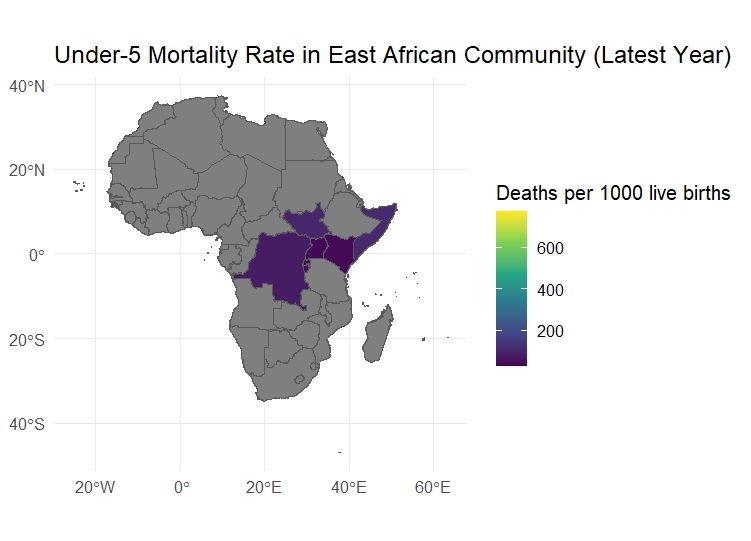 Under-5 Mortality Rate in East African Community (Latest Year)
40°N
20°N
0°
20°S
40°S
20°W
0°
20°E
40°E
60°E
Deaths per 1000 live births
600
400
200